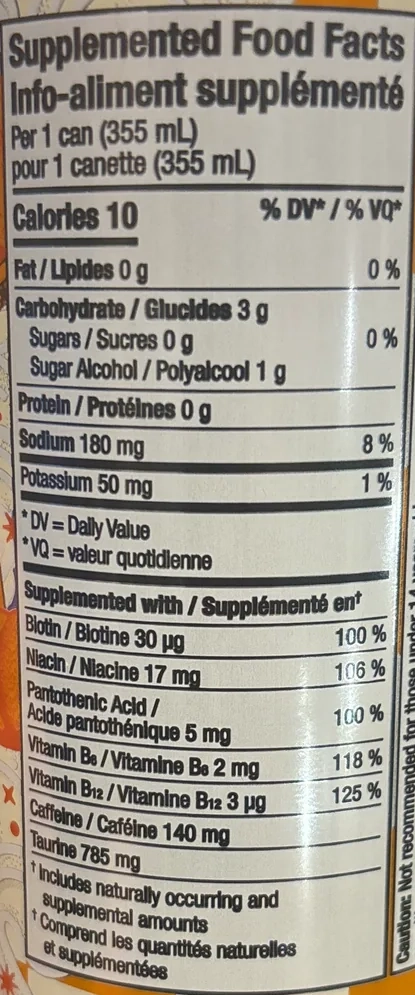 Supplemented Food Facts
Info-aliment supplémenté
Per 1 can (355 mL)
pour 1 canette (355 mL)
Calories 10 % DV* / % VQ*
Fat / Lipides 0 g 0 %
Carbohydrate / Glucides 3 g
Sugars / Sucres 0 g 0 %
Sugar Alcohol / Polyalcool 1 g
Protein / Protéines 0 g
Sodium 180 mg 8 %
Potassium 50 mg 1 %
* DV = Daily Value
* VQ = valeur quotidienne
Supplemented with / Supplémenté en†
Biotin / Biotine 30 µg 100 %
Niacin / Niacine 17 mg 106 %
Pantothenic Acid /
Acide pantothénique 5 mg 100 %
Vitamin B6 / Vitamine B6 2 mg 118 %
Vitamin B12 / Vitamine B12 3 µg 125 %
Caffeine / Caféine 140 mg
Taurine 785 mg
† Includes naturally occurring and
supplemental amounts
† Comprend les quantités naturelles
et supplémentées
Caution: Not recommended for those under 14